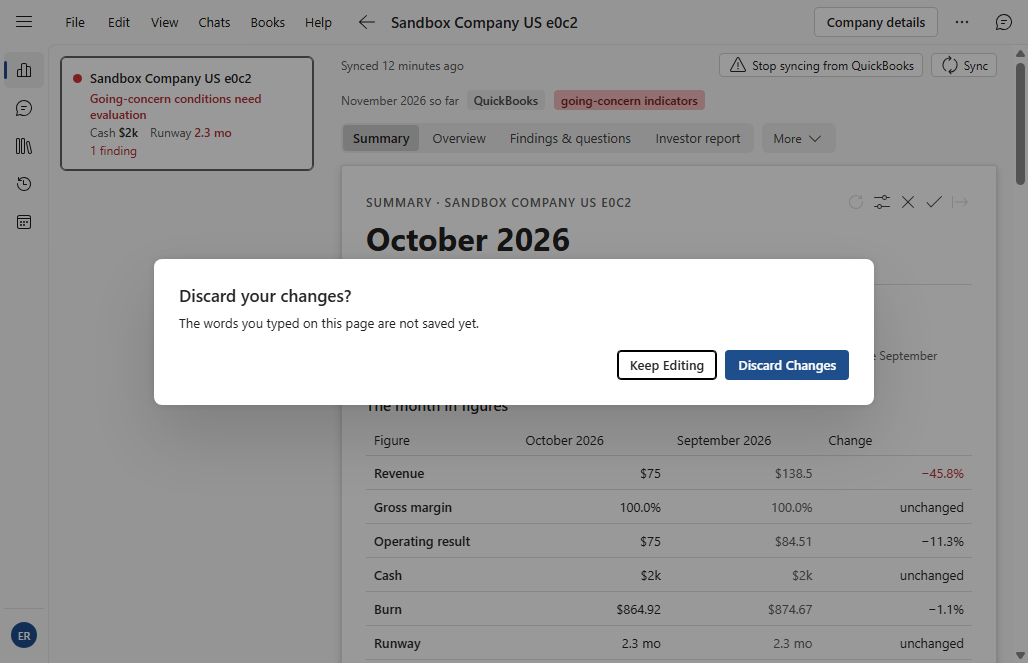 File Edit View Chats Books Help Sandbox Company US e0c2 Company details
Sandbox Company US e0c2
Going-concern conditions need
evaluation
Cash $2k Runway 2.3 mo
1 finding
Synced 12 minutes ago Stop syncing from QuickBooks Sync
November 2026 so far QuickBooks going-concern indicators
Summary Overview Findings & questions Investor report More
SUMMARY · SANDBOX COMPANY US E0C2
October 2026
Discard your changes?
The words you typed on this page are not saved yet.
September
Keep Editing Discard Changes
The month in figures
Figure October 2026 September 2026 Change
Revenue $75 $138.5 −45.8%
Gross margin 100.0% 100.0% unchanged
Operating result $75 $84.51 −11.3%
Cash $2k $2k unchanged
Burn $864.92 $874.67 −1.1%
Runway 2.3 mo 2.3 mo unchanged
ER